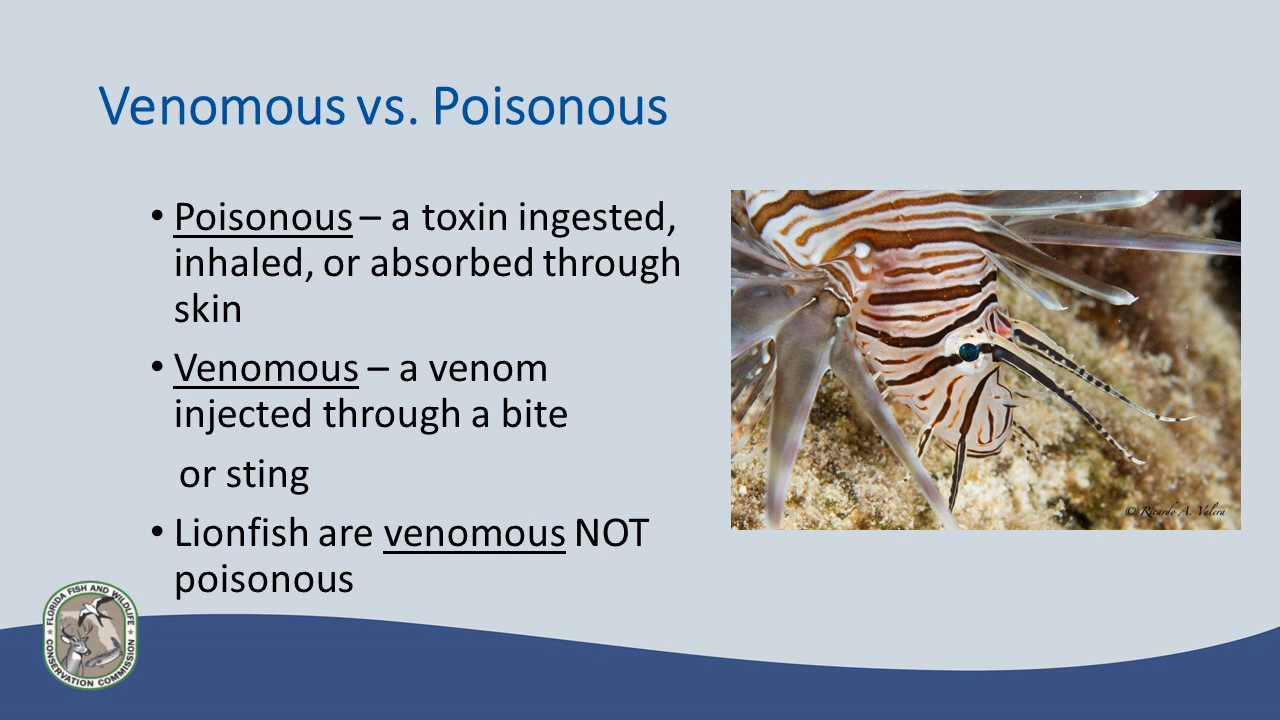 Venomous vs. Poisonous
• Poisonous – a toxin ingested,
inhaled, or absorbed through
skin
• Venomous – a venom
injected through a bite
or sting
• Lionfish are venomous NOT
poisonous
© Ricardo A. Valera
FLORIDA FISH AND WILDLIFE
CONSERVATION COMMISSION